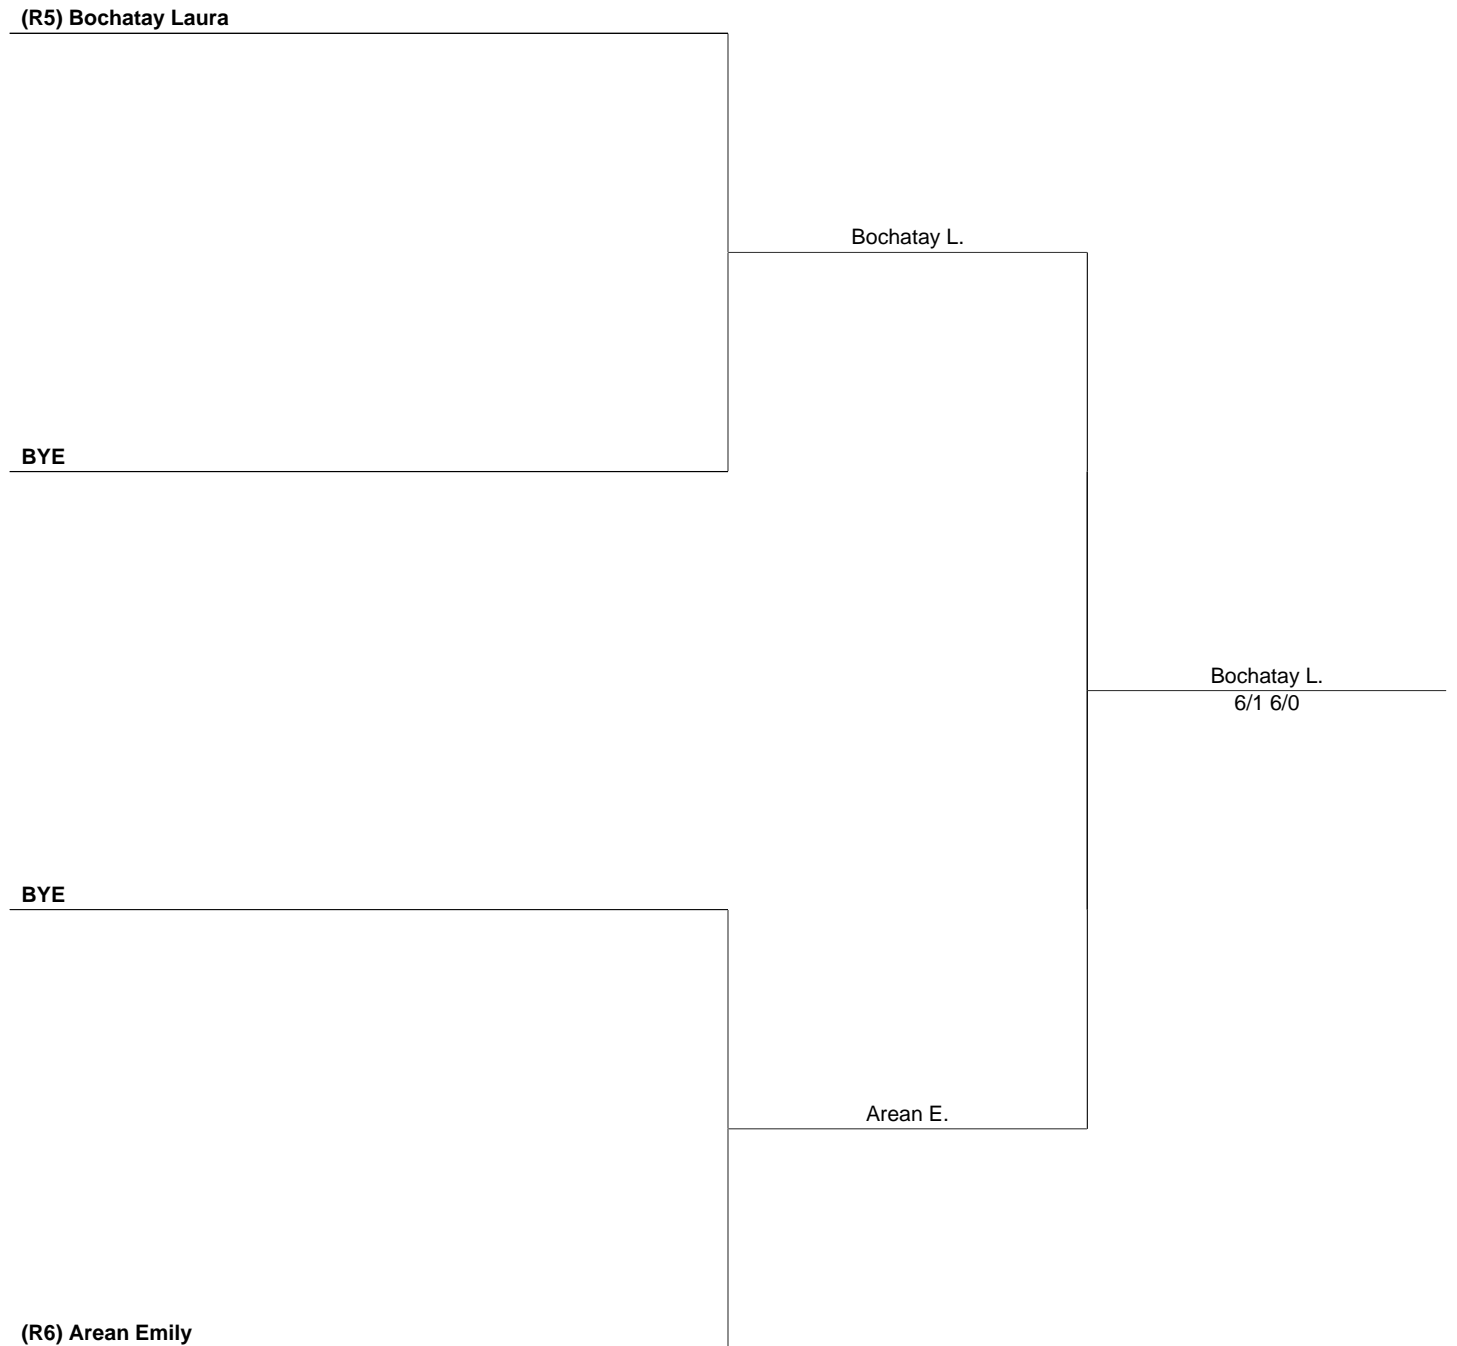 (R5) Bochatay Laura
Bochatay L.
BYE
Bochatay L.
6/1 6/0
BYE
Arean E.
(R6) Arean Emily